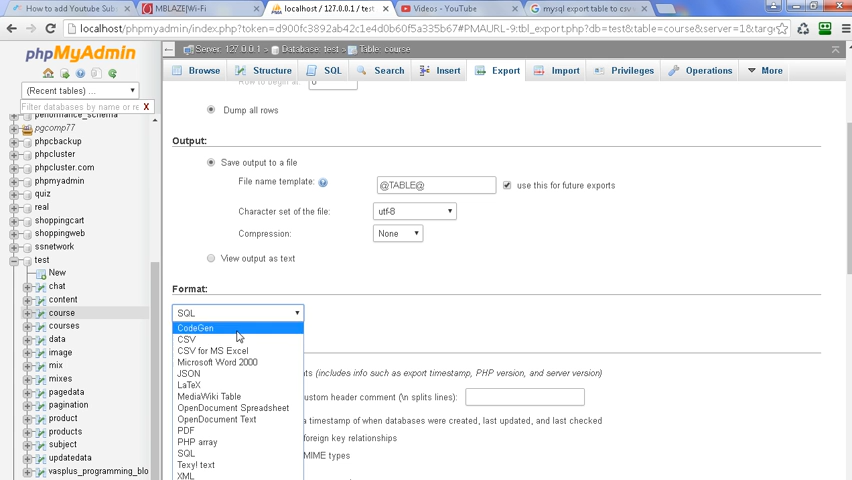 How to add Youtube Subs
MBLAZE|Wi-Fi
localhost / 127.0.0.1 / test
Videos - YouTube
mysql export table to csv
localhost/phpmyadmin/index.php?token=d900fc3892ab42c1e4d0b60f5a335b67#PMAURL-9:tbl_export.php?db=test&table=course&server=1&targ
phpMyAdmin
Server: 127.0.0.1 » Database: test » Table: course
Browse Structure SQL Search Insert Export Import Privileges Operations More
(Recent tables) ...
Filter databases by name or re X
performance_schema
pgcomp77
phpcbackup
phpcluster
phpcluster.com
phpmyadmin
quiz
real
shoppingcart
shoppingweb
ssnetwork
test
New
chat
content
course
courses
data
image
mix
mixes
pagedata
pagination
product
products
subject
updatedata
vasplus_programming_blo
Row to begin at: 0
Dump all rows
Output:
Save output to a file
File name template: @TABLE@ use this for future exports
Character set of the file: utf-8
Compression: None
View output as text
Format:
SQL
CodeGen
CSV
CSV for MS Excel
Microsoft Word 2000
JSON
LaTeX
MediaWiki Table
OpenDocument Spreadsheet
OpenDocument Text
PDF
PHP array
SQL
Texy! text
XML
ts (includes info such as export timestamp, PHP version, and server version)
ustom header comment (\n splits lines):
a timestamp of when databases were created, last updated, and last checked
foreign key relationships
MIME types